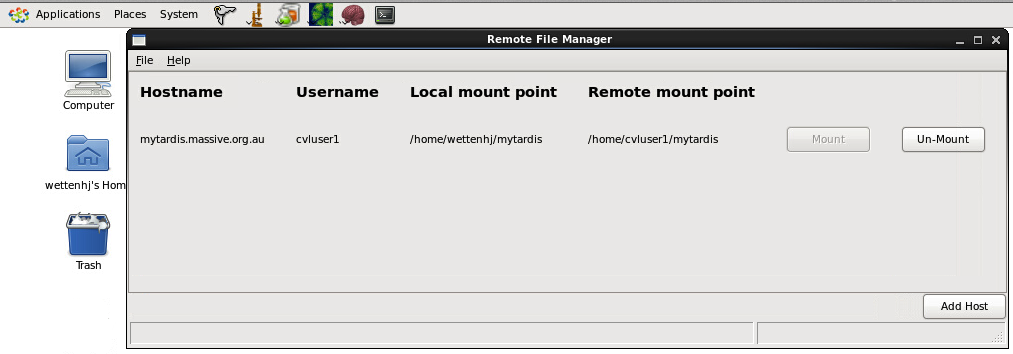 Applications Places System
Remote File Manager
File Help
Computer
wettenhj's Hom
Trash
Hostname Username Local mount point Remote mount point
mytardis.massive.org.au cvluser1 /home/wettenhj/mytardis /home/cvluser1/mytardis Mount Un-Mount
Add Host